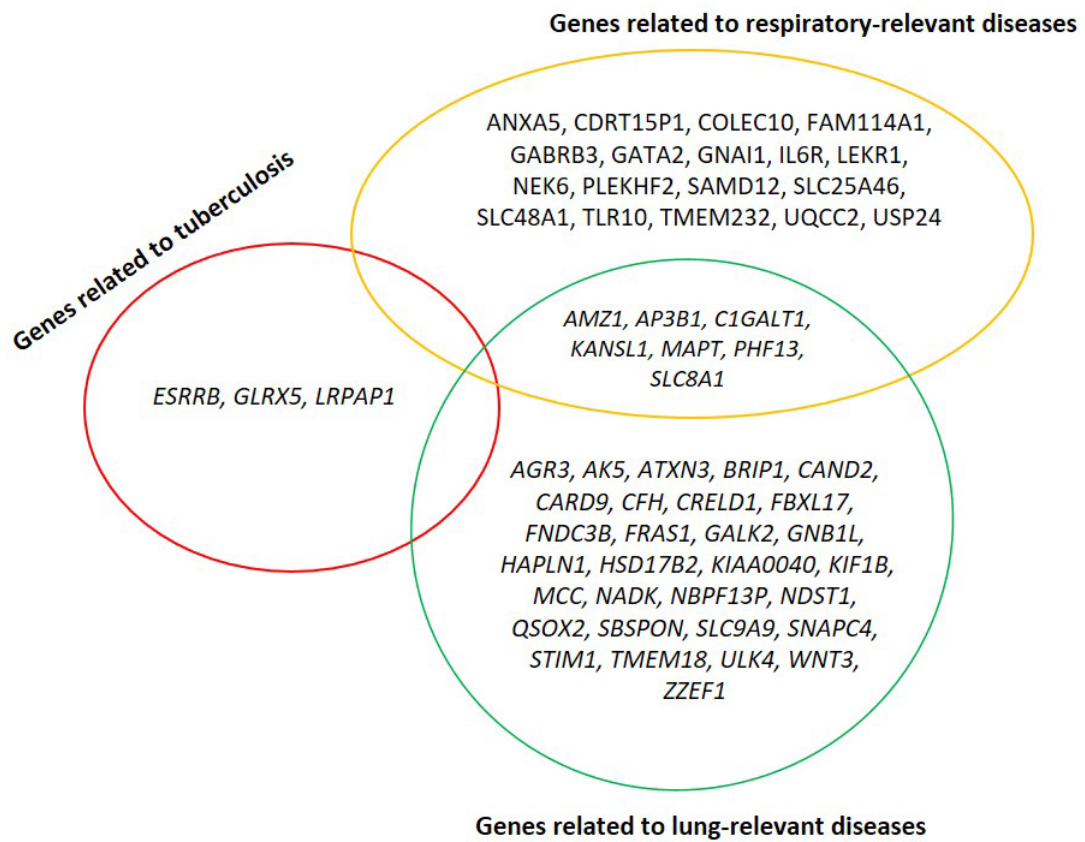 Genes related to respiratory-relevant diseases
ANXA5, CDRT15P1, COLEC10, FAM114A1,
GABRB3, GATA2, GNAI1, IL6R, LEKR1,
NEK6, PLEKHF2, SAMD12, SLC25A46,
SLC48A1, TLR10, TMEM232, UQCC2, USP24
Genes related to tuberculosis
ESRRB, GLRX5, LRPAP1
AMZ1, AP3B1, C1GALT1,
KANSL1, MAPT, PHF13,
SLC8A1
AGR3, AK5, ATXN3, BRIP1, CAND2,
CARD9, CFH, CRELD1, FBXL17,
FNDC3B, FRAS1, GALK2, GNB1L,
HAPLN1, HSD17B2, KIAA0040, KIF1B,
MCC, NADK, NBPF13P, NDST1,
QSOX2, SBSPON, SLC9A9, SNAPC4,
STIM1, TMEM18, ULK4, WNT3,
ZZEF1
Genes related to lung-relevant diseases